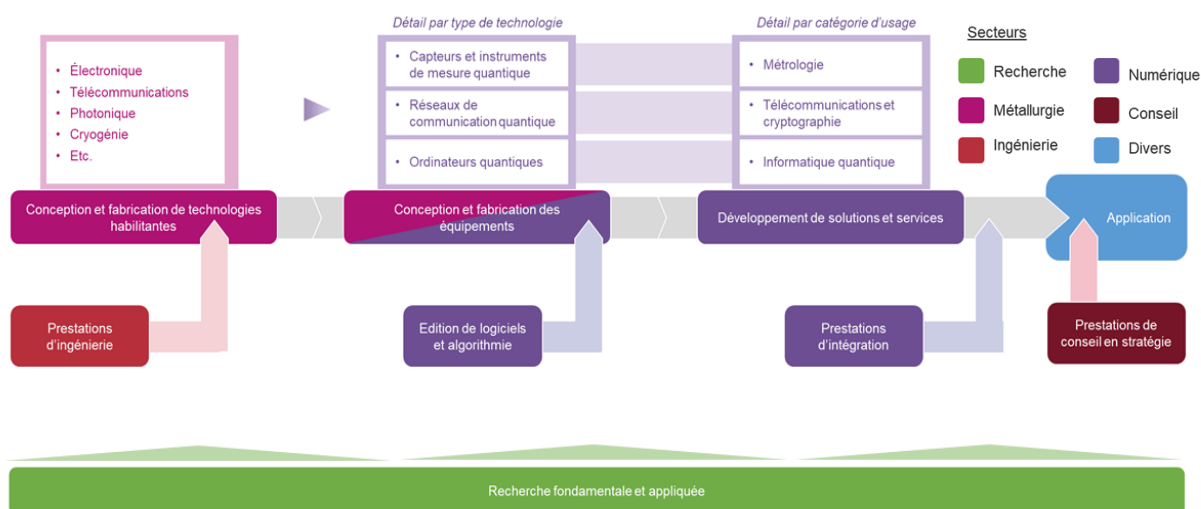 Détail par type de technologie
Détail par catégorie d'usage
Secteurs
Recherche
Numérique
Métallurgie
Conseil
Ingénierie
Divers
• Électronique
• Télécommunications
• Photonique
• Cryogénie
• Etc.
• Capteurs et instruments
de mesure quantique
• Réseaux de
communication quantique
• Ordinateurs quantiques
• Métrologie
• Télécommunications et
cryptographie
• Informatique quantique
Conception et fabrication de technologies
habilitantes
Conception et fabrication des
équipements
Développement de solutions et services
Application
Prestations
d'ingénierie
Edition de logiciels
et algorithmie
Prestations
d'intégration
Prestations de
conseil en stratégie
Recherche fondamentale et appliquée